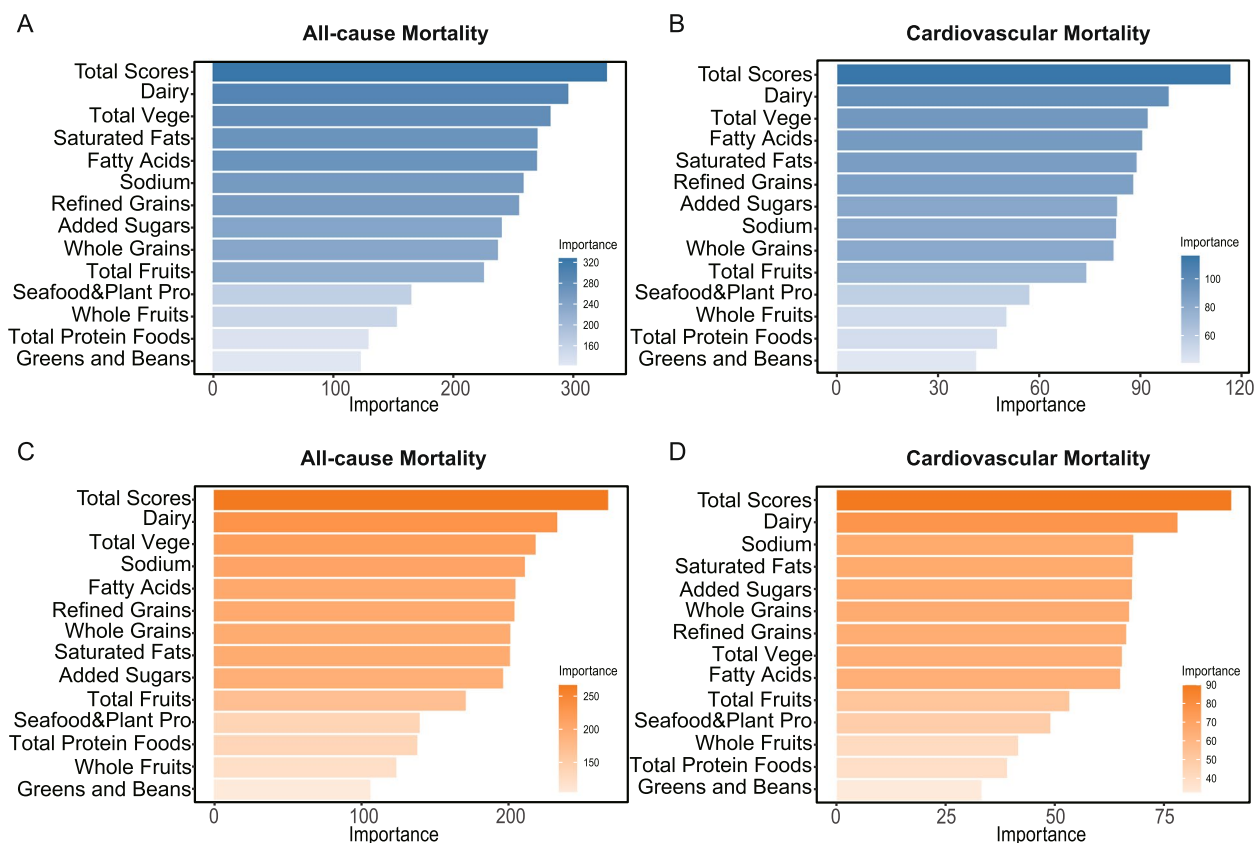 A
All-cause Mortality
Total Scores
Dairy
Total Vege
Saturated Fats
Fatty Acids
Sodium
Refined Grains
Added Sugars
Whole Grains
Total Fruits
Seafood&Plant Pro
Whole Fruits
Total Protein Foods
Greens and Beans
Importance
320
280
240
200
160
0 100 200 300
Importance
B
Cardiovascular Mortality
Total Scores
Dairy
Total Vege
Fatty Acids
Saturated Fats
Refined Grains
Added Sugars
Sodium
Whole Grains
Total Fruits
Seafood&Plant Pro
Whole Fruits
Total Protein Foods
Greens and Beans
Importance
100
80
60
0 30 60 90 120
Importance
C
All-cause Mortality
Total Scores
Dairy
Total Vege
Sodium
Fatty Acids
Refined Grains
Whole Grains
Saturated Fats
Added Sugars
Total Fruits
Seafood&Plant Pro
Total Protein Foods
Whole Fruits
Greens and Beans
Importance
250
200
150
0 100 200
Importance
D
Cardiovascular Mortality
Total Scores
Dairy
Sodium
Saturated Fats
Added Sugars
Whole Grains
Refined Grains
Total Vege
Fatty Acids
Total Fruits
Seafood&Plant Pro
Whole Fruits
Total Protein Foods
Greens and Beans
Importance
90
80
70
60
50
40
0 25 50 75
Importance